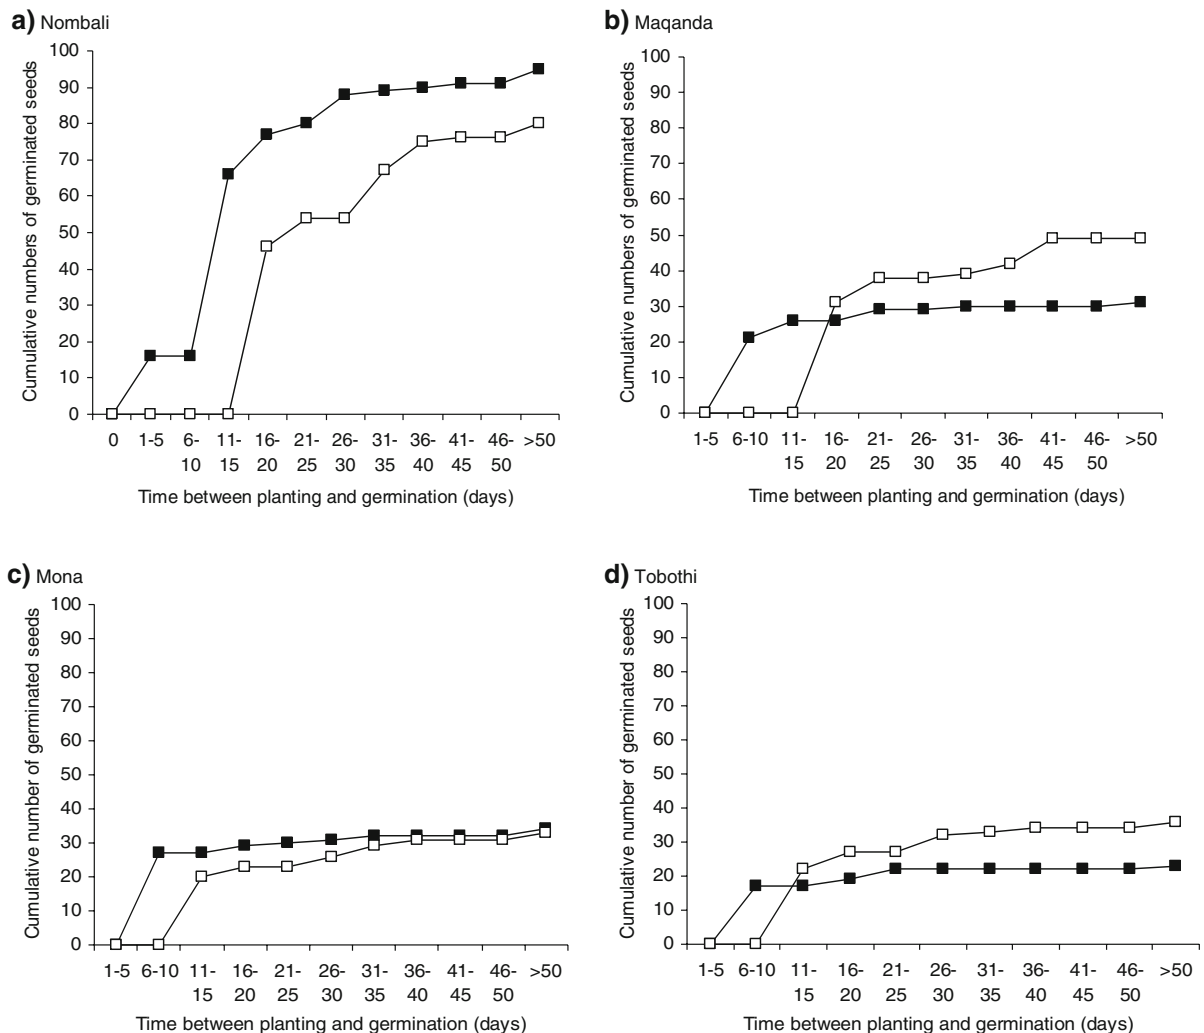 a) Nombali
Cumulative numbers of germinated seeds
100
90
80
70
60
50
40
30
20
10
0
0 1-5 6- 11- 16- 21- 26- 31- 36- 41- 46- >50
10 15 20 25 30 35 40 45 50
Time between planting and germination (days)
b) Maqanda
Cumulative numbers of germinated seeds
100
90
80
70
60
50
40
30
20
10
0
1-5 6-10 11- 16- 21- 26- 31- 36- 41- 46- >50
15 20 25 30 35 40 45 50
Time between planting and germination (days)
c) Mona
Cumulative number of germinated seeds
100
90
80
70
60
50
40
30
20
10
0
1-5 6-10 11- 16- 21- 26- 31- 36- 41- 46- >50
15 20 25 30 35 40 45 50
Time between planting and germination (days)
d) Tobothi
Cumulative number of germinated seeds
100
90
80
70
60
50
40
30
20
10
0
1-5 6-10 11- 16- 21- 26- 31- 36- 41- 46- >50
15 20 25 30 35 40 45 50
Time between planting and germination (days)